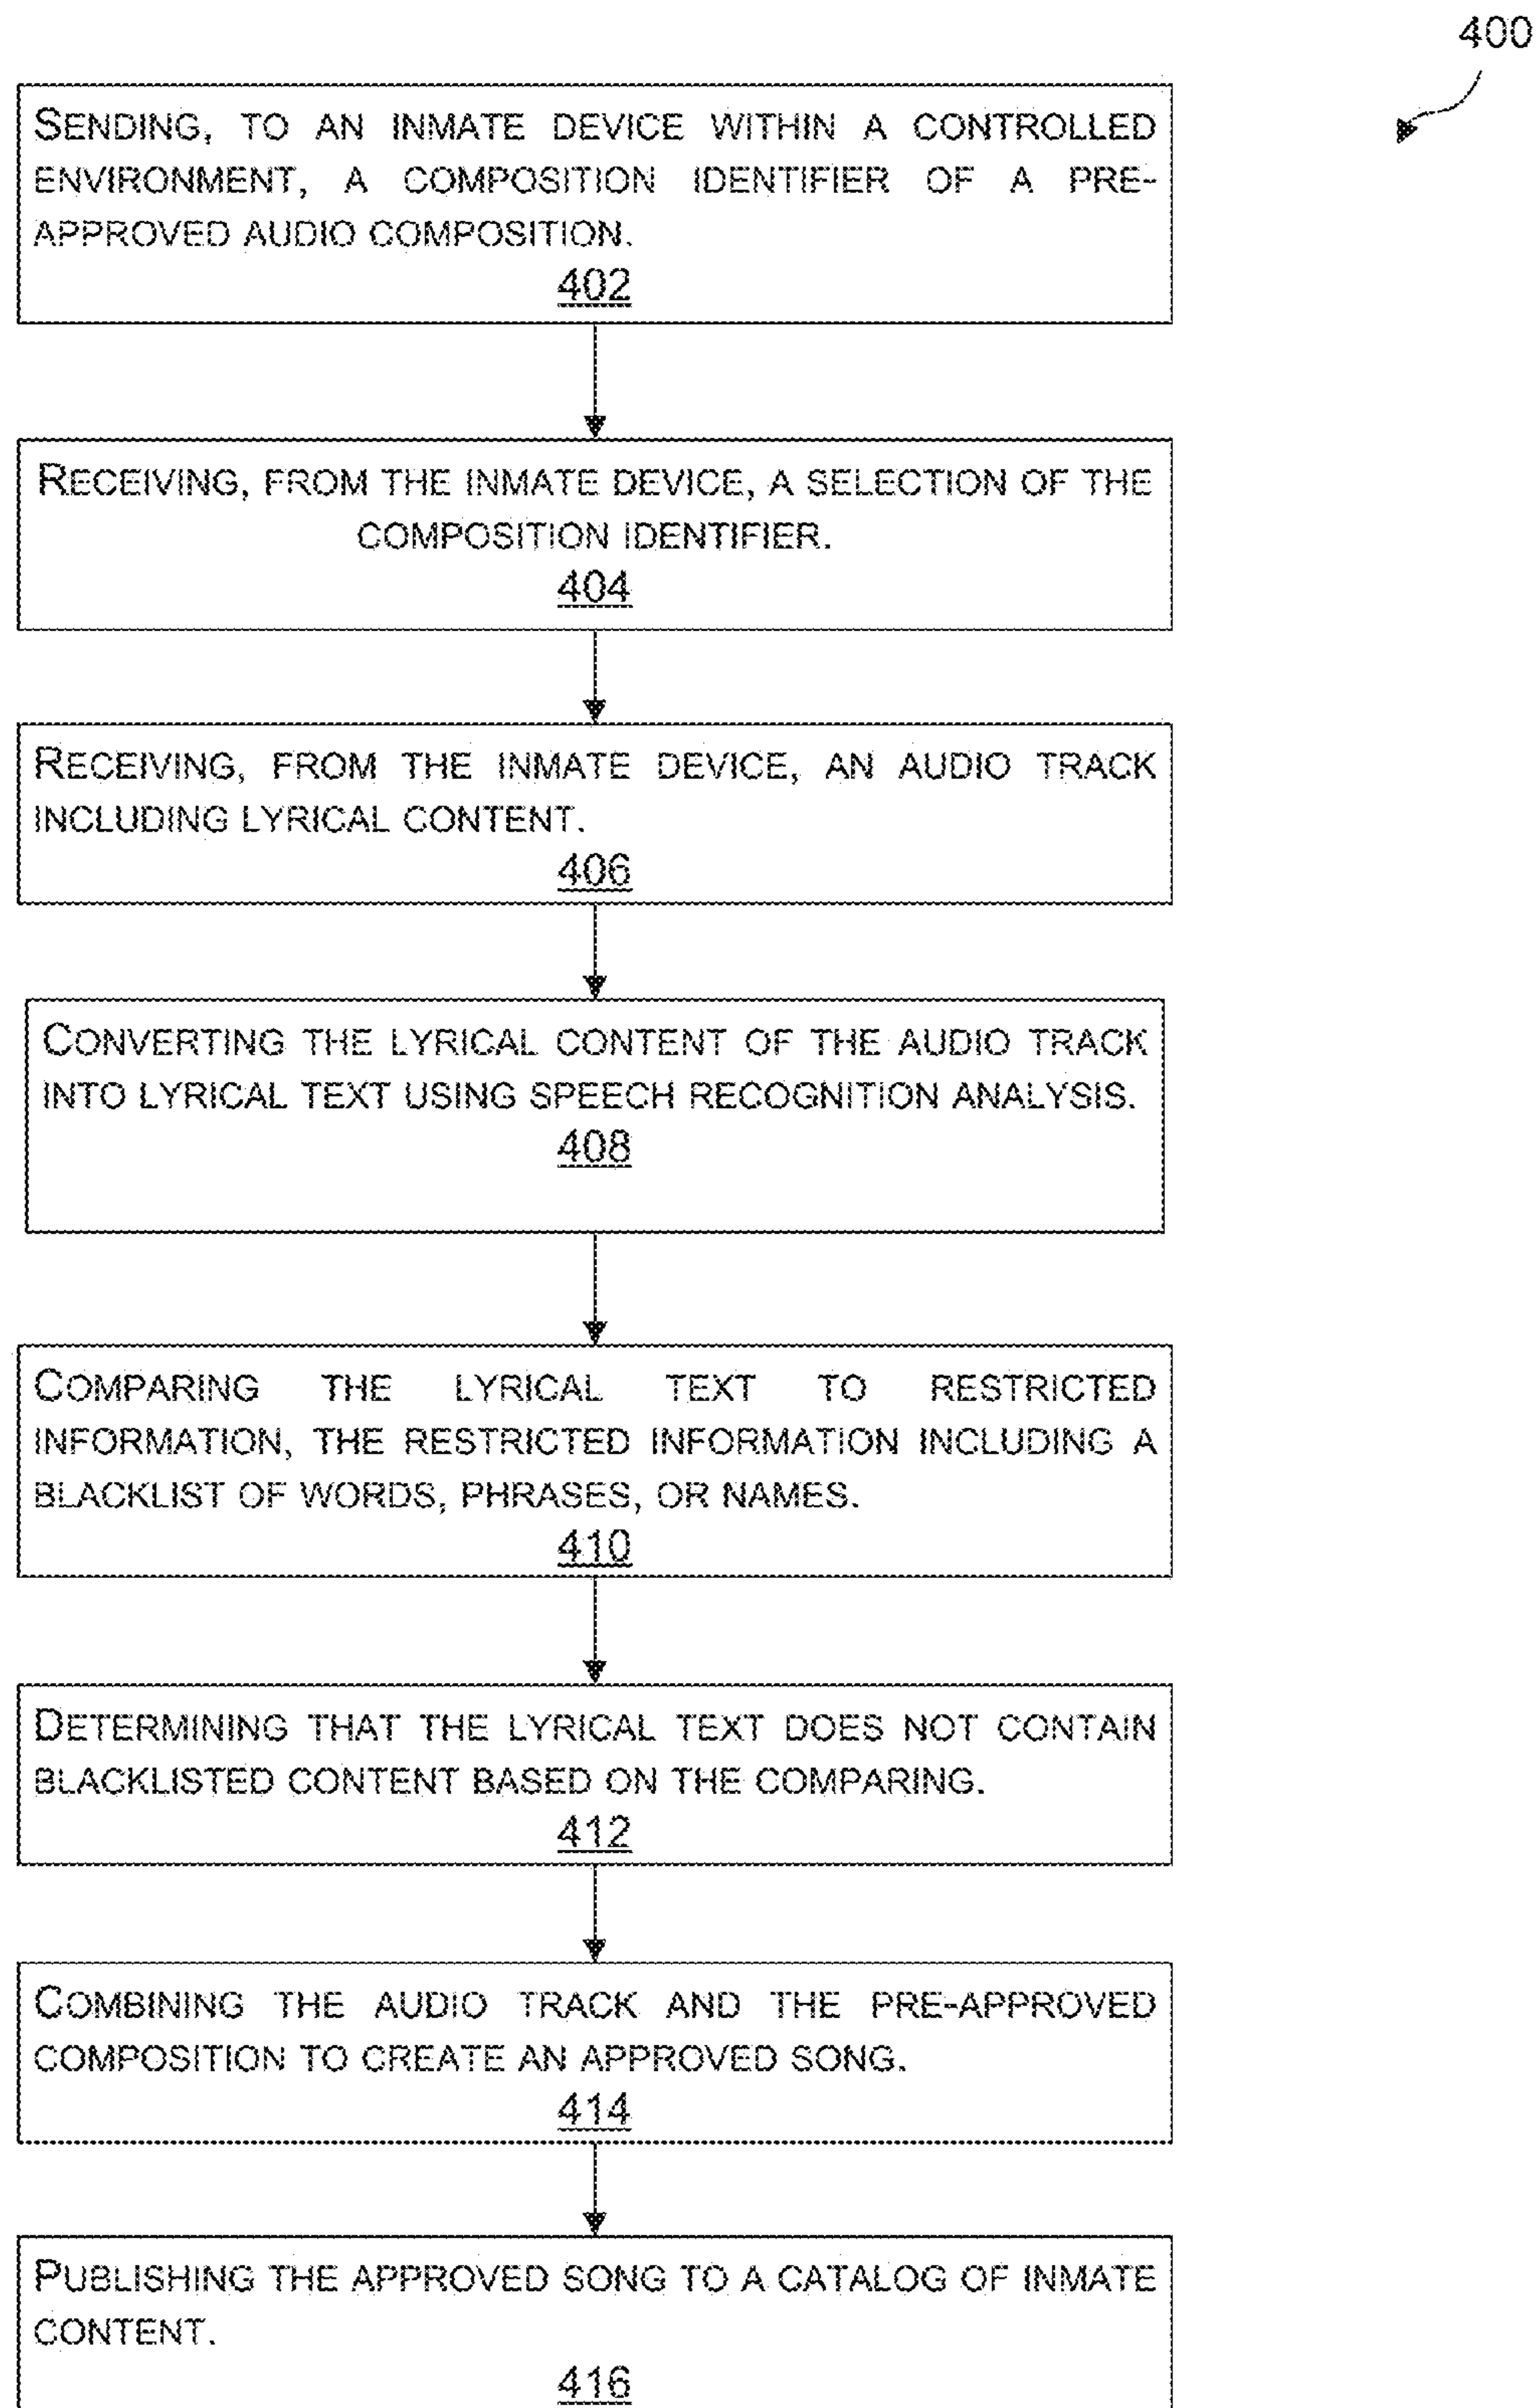 400
SENDING, TO AN INMATE DEVICE WITHIN A CONTROLLED
ENVIRONMENT, A COMPOSITION IDENTIFIER OF A PRE-
APPROVED AUDIO COMPOSITION.
402
RECEIVING, FROM THE INMATE DEVICE, A SELECTION OF THE
COMPOSITION IDENTIFIER.
404
RECEIVING, FROM THE INMATE DEVICE, AN AUDIO TRACK
INCLUDING LYRICAL CONTENT.
406
CONVERTING THE LYRICAL CONTENT OF THE AUDIO TRACK
INTO LYRICAL TEXT USING SPEECH RECOGNITION ANALYSIS.
408
COMPARING THE LYRICAL TEXT TO RESTRICTED
INFORMATION, THE RESTRICTED INFORMATION INCLUDING A
BLACKLIST OF WORDS, PHRASES, OR NAMES.
410
DETERMINING THAT THE LYRICAL TEXT DOES NOT CONTAIN
BLACKLISTED CONTENT BASED ON THE COMPARING.
412
COMBINING THE AUDIO TRACK AND THE PRE-APPROVED
COMPOSITION TO CREATE AN APPROVED SONG.
414
PUBLISHING THE APPROVED SONG TO A CATALOG OF INMATE
CONTENT.
416